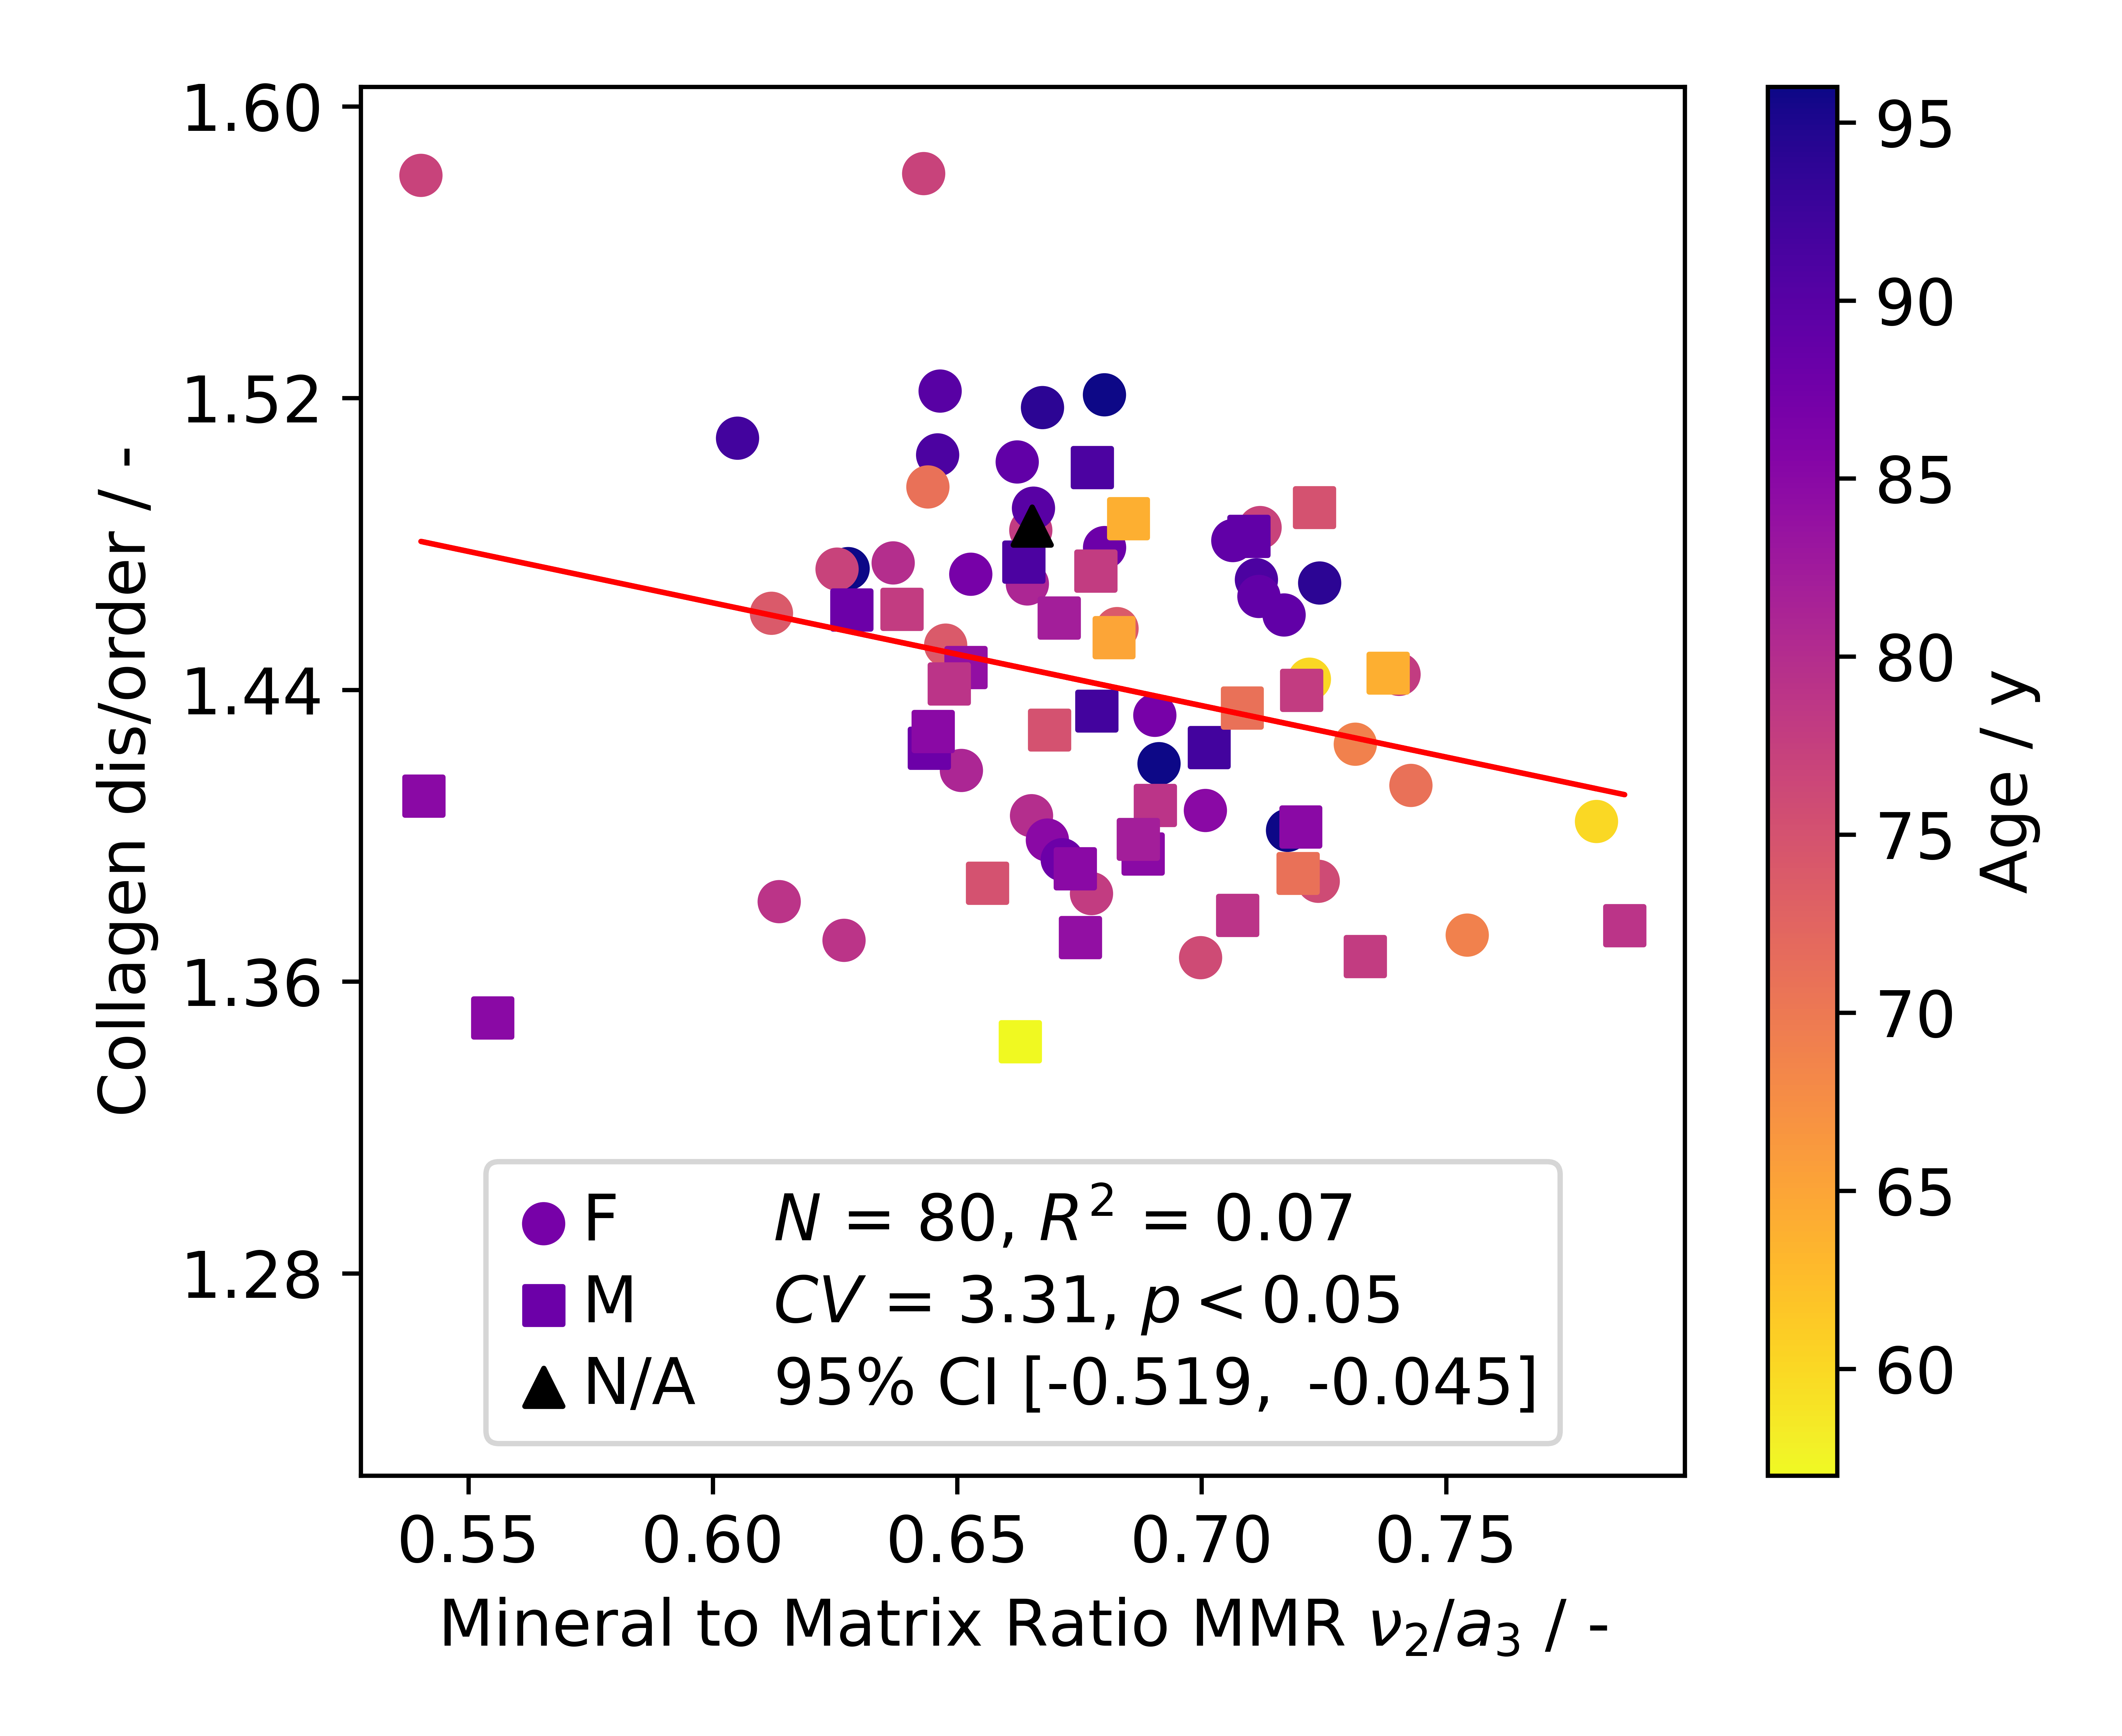 1.60
1.52
1.44
1.36
1.28
Collagen dis/order / -
F
M
N/A
N = 80, R² = 0.07
CV = 3.31, p < 0.05
95% CI [-0.519, -0.045]
0.55 0.60 0.65 0.70 0.75
Mineral to Matrix Ratio MMR ν₂/a₃ / -
95
90
85
80
75
70
65
60
Age / y